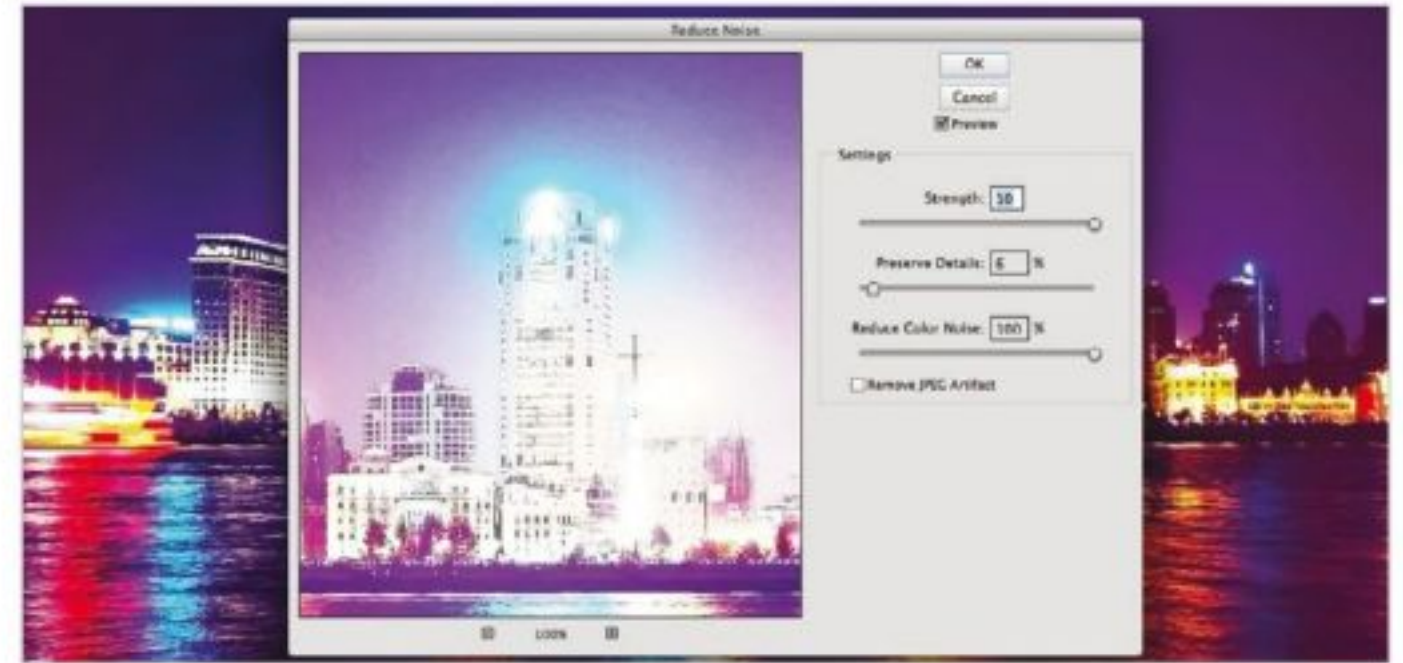 Reduce Noise
OK
Cancel
Preview
Settings
Strength: 10
Preserve Details: 6 %
Reduce Color Noise: 100 %
Remove JPEG Artifact
100%